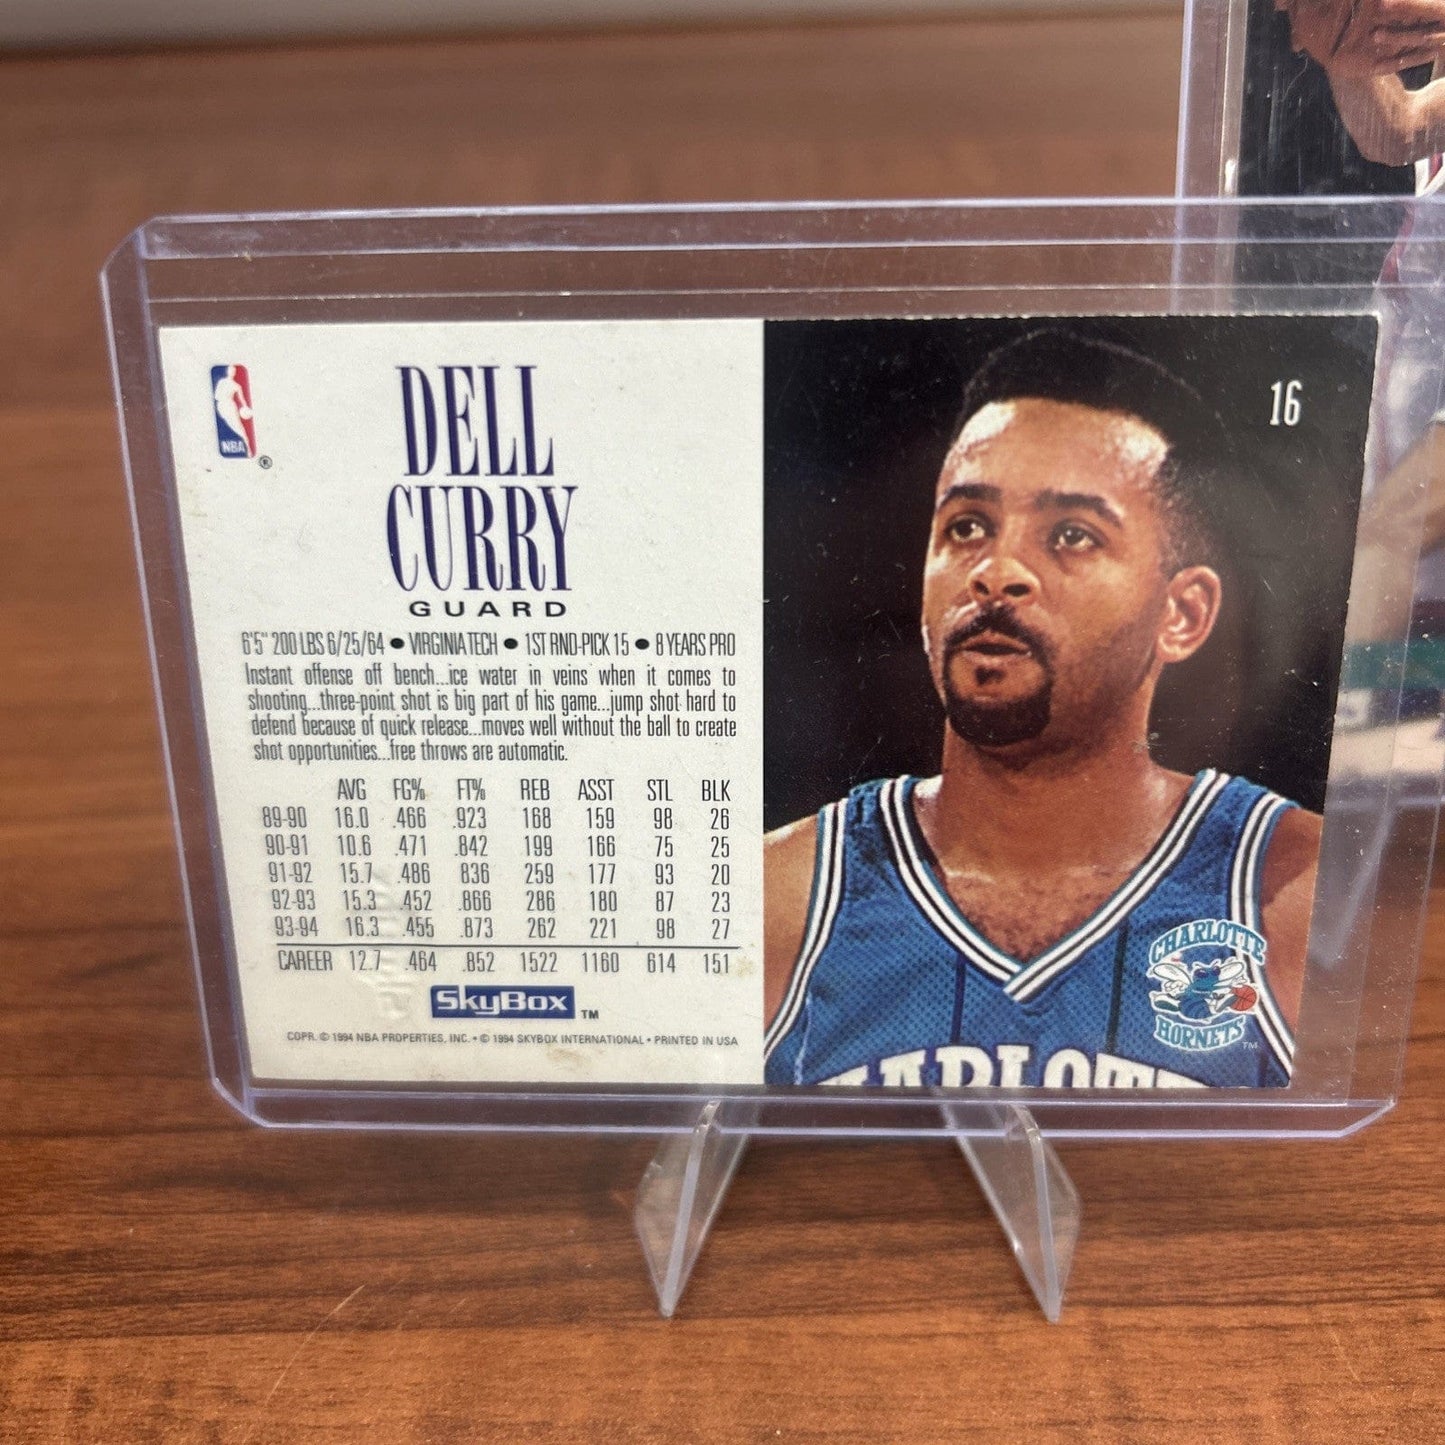 NBA
®
DELL
CURRY
GUARD
6'5" 200 LBS 6/25/64 ● VIRGINIA TECH ● 1ST RND-PICK 15 ● 8 YEARS PRO
Instant offense off bench...ice water in veins when it comes to
shooting...three-point shot is big part of his game...jump shot hard to
defend because of quick release...moves well without the ball to create
shot opportunities...free throws are automatic.
AVG FG% FT% REB ASST STL BLK
89-90 16.0 .466 .923 168 159 98 26
90-91 10.6 .471 .842 199 166 75 25
91-92 15.7 .486 .836 259 177 93 20
92-93 15.3 .452 .866 286 180 87 23
93-94 16.3 .455 .873 262 221 98 27
CAREER 12.7 .464 .852 1522 1160 614 151
SkyBox ™
COPR. © 1994 NBA PROPERTIES, INC. • © 1994 SKYBOX INTERNATIONAL • PRINTED IN USA
16
CHARLOTTE
HORNETS ™
CHARLOTTE